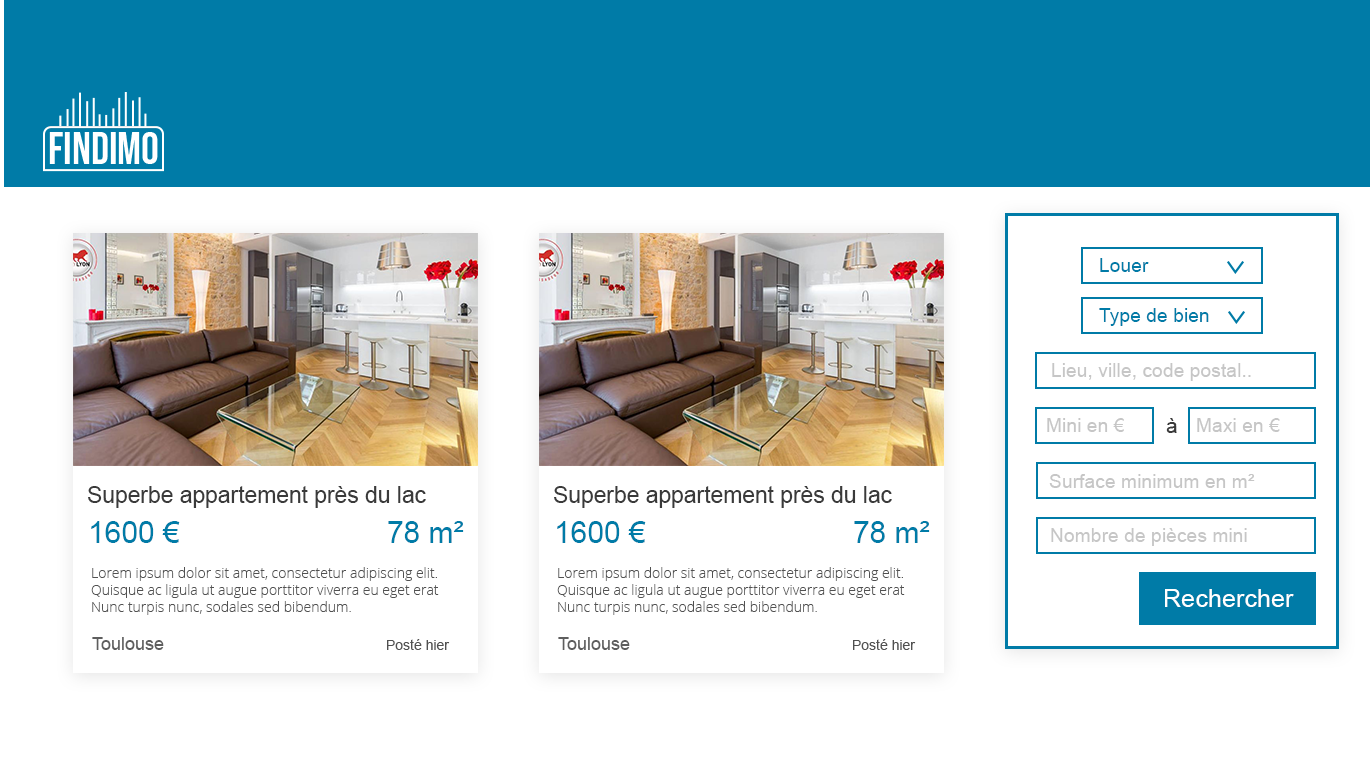 FINDIMO
LYON
Superbe appartement près du lac
1600 €
78 m²
Lorem ipsum dolor sit amet, consectetur adipiscing elit.
Quisque ac ligula ut augue porttitor viverra eu eget erat
Nunc turpis nunc, sodales sed bibendum.
Toulouse
Posté hier
LYON
Superbe appartement près du lac
1600 €
78 m²
Lorem ipsum dolor sit amet, consectetur adipiscing elit.
Quisque ac ligula ut augue porttitor viverra eu eget erat
Nunc turpis nunc, sodales sed bibendum.
Toulouse
Posté hier
Louer
Type de bien
Lieu, ville, code postal..
Mini en €
à
Maxi en €
Surface minimum en m²
Nombre de pièces mini
Rechercher